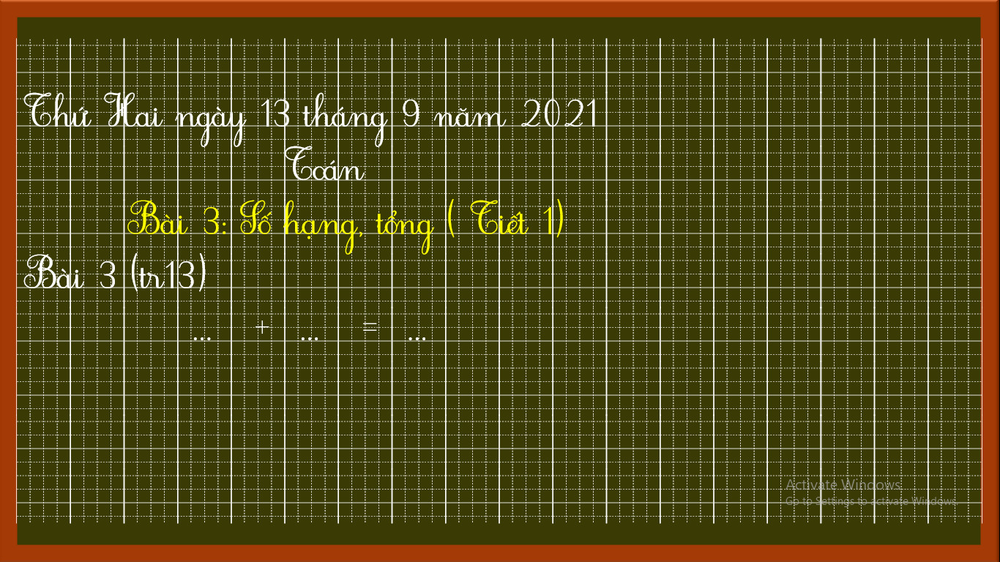 Thứ Hai ngày 13 tháng 9 năm 2021
Toán
Bài 3: Số hạng, tổng ( Tiết 1)
Bài 3 (tr13)
... + ... = ...
Activate Windows
Go to Settings to activate Windows.